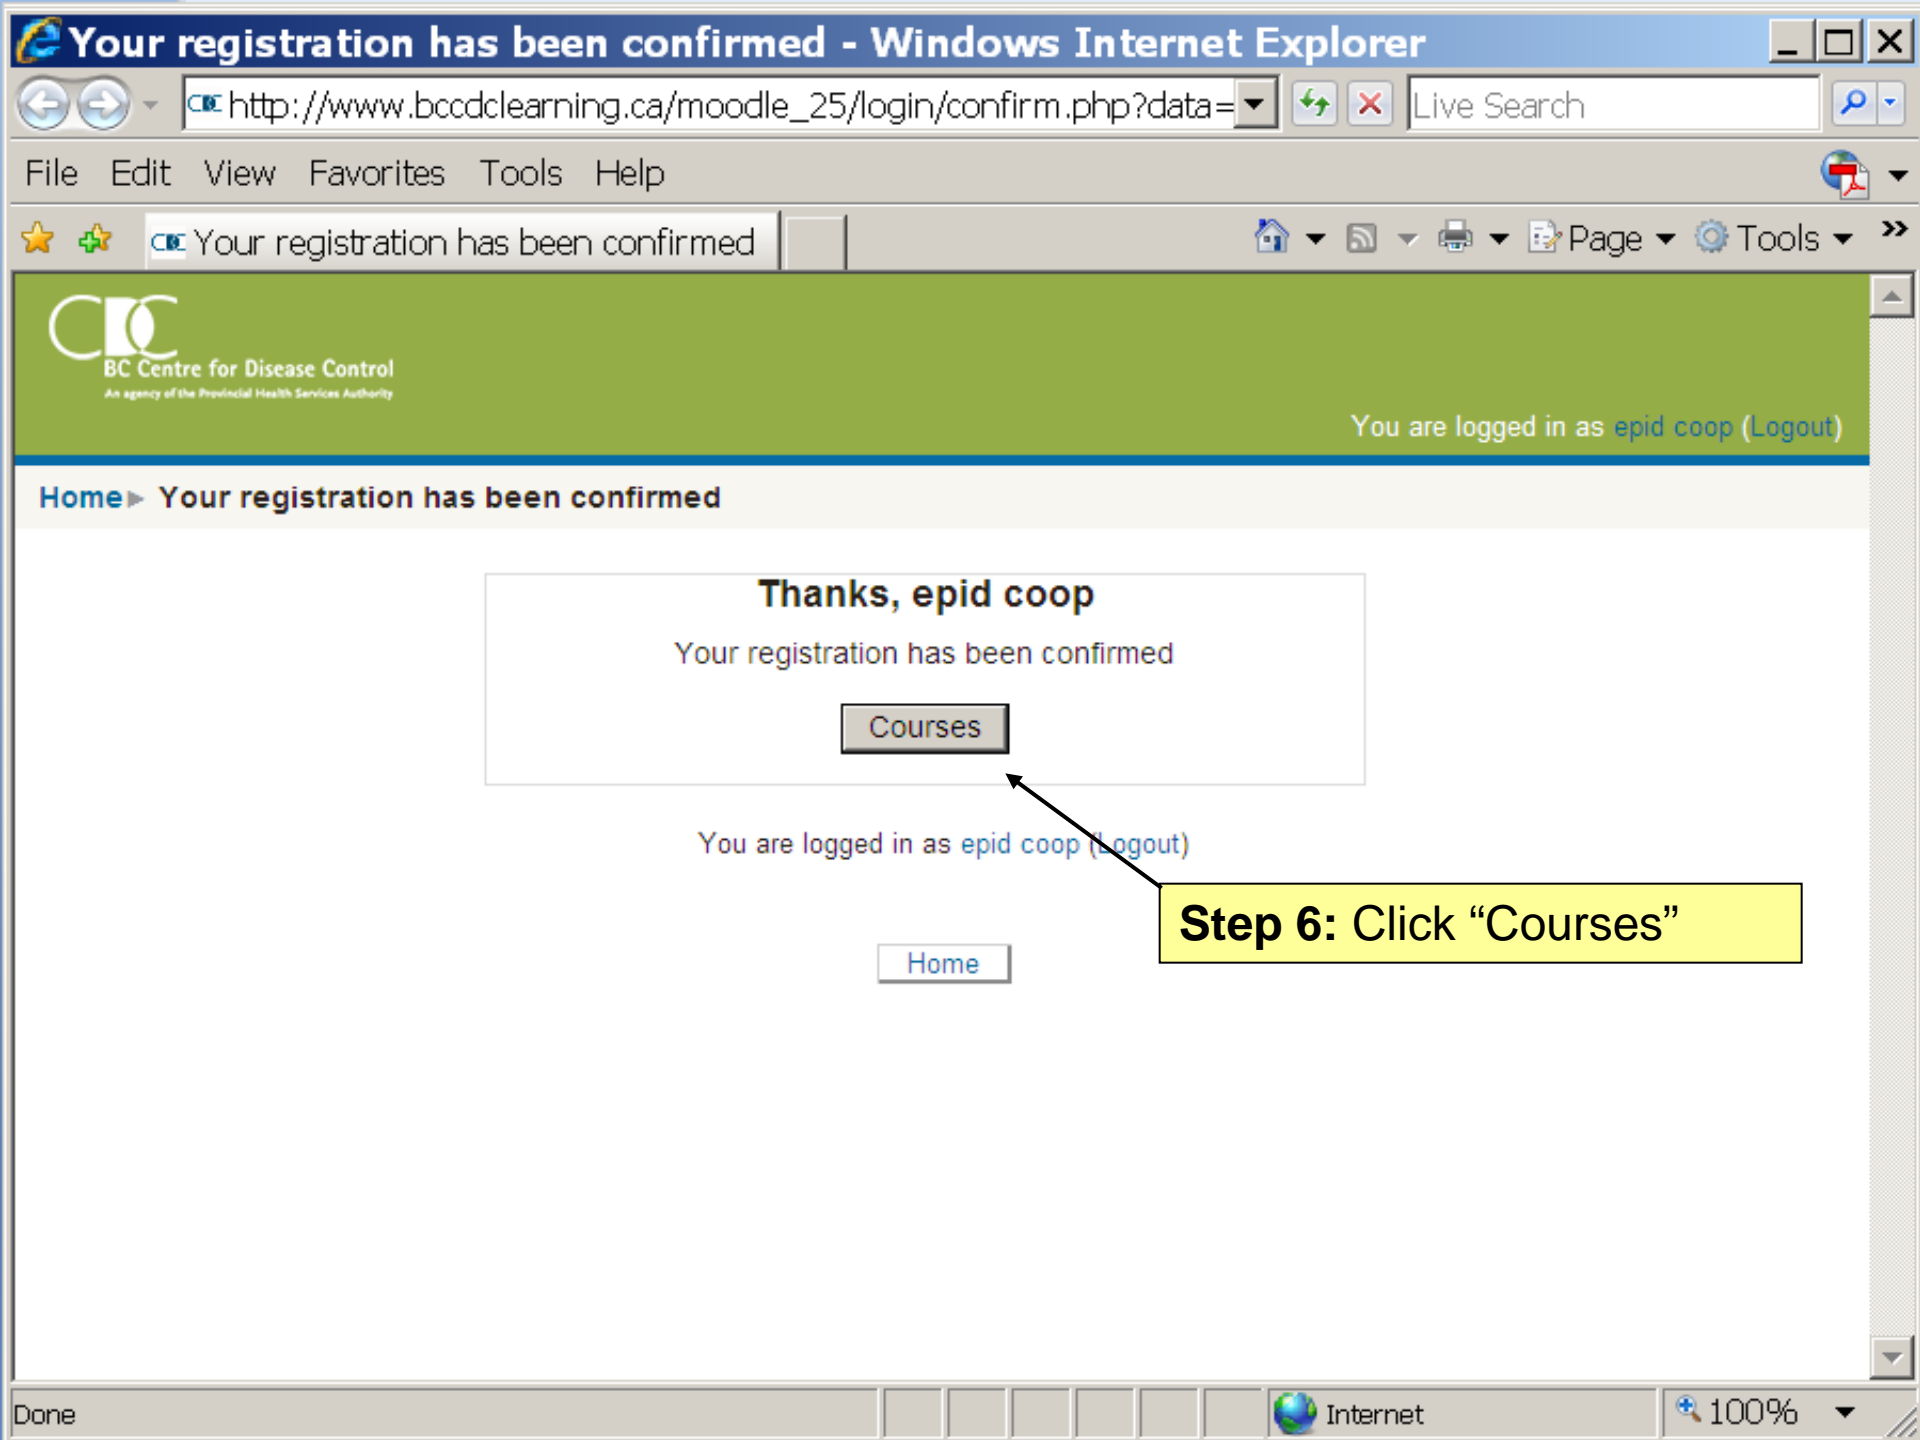 Your registration has been confirmed - Windows Internet Explorer
http://www.bccdclearning.ca/moodle_25/login/confirm.php?data=
Live Search
File Edit View Favorites Tools Help
Your registration has been confirmed
Page Tools »
CDC
BC Centre for Disease Control
An agency of the Provincial Health Services Authority
You are logged in as epid coop (Logout)
Home► Your registration has been confirmed
Thanks, epid coop
Your registration has been confirmed
Courses
You are logged in as epid coop (Logout)
Step 6: Click “Courses”
Home
Done Internet 100%